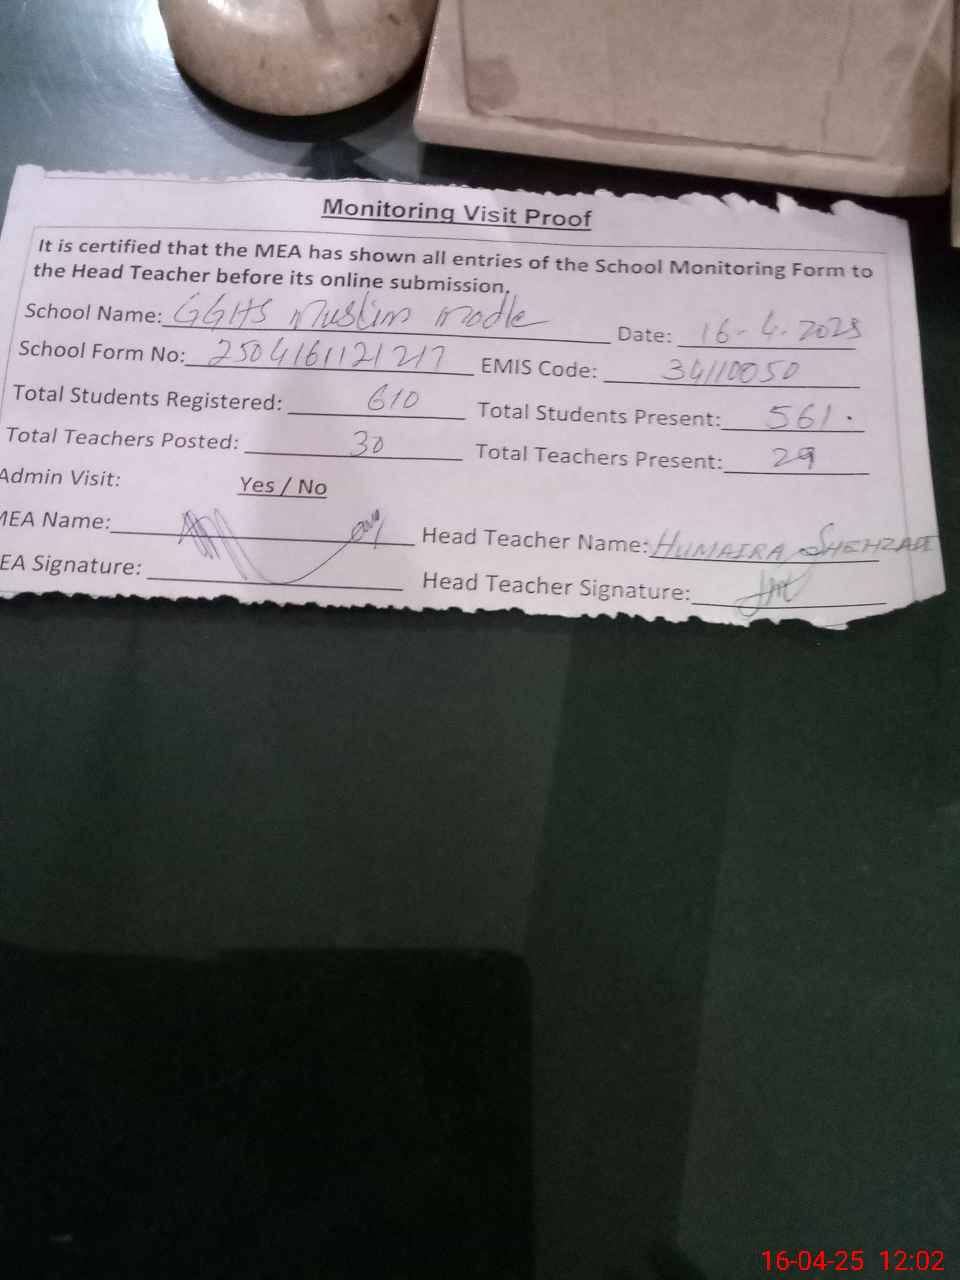 Monitoring Visit Proof
It is certified that the MEA has shown all entries of the School Monitoring Form to
the Head Teacher before its online submission.
School Name: GGHS Muslim Modle Date: 16-4-2025
School Form No: 2504161121217 EMIS Code: 34110050
Total Students Registered: 610 Total Students Present: 561.
Total Teachers Posted: 30 Total Teachers Present: 29
Admin Visit: Yes / No
MEA Name: Head Teacher Name: HUMAIRA SHEHZADI
EA Signature: Head Teacher Signature:
16-04-25 12:02